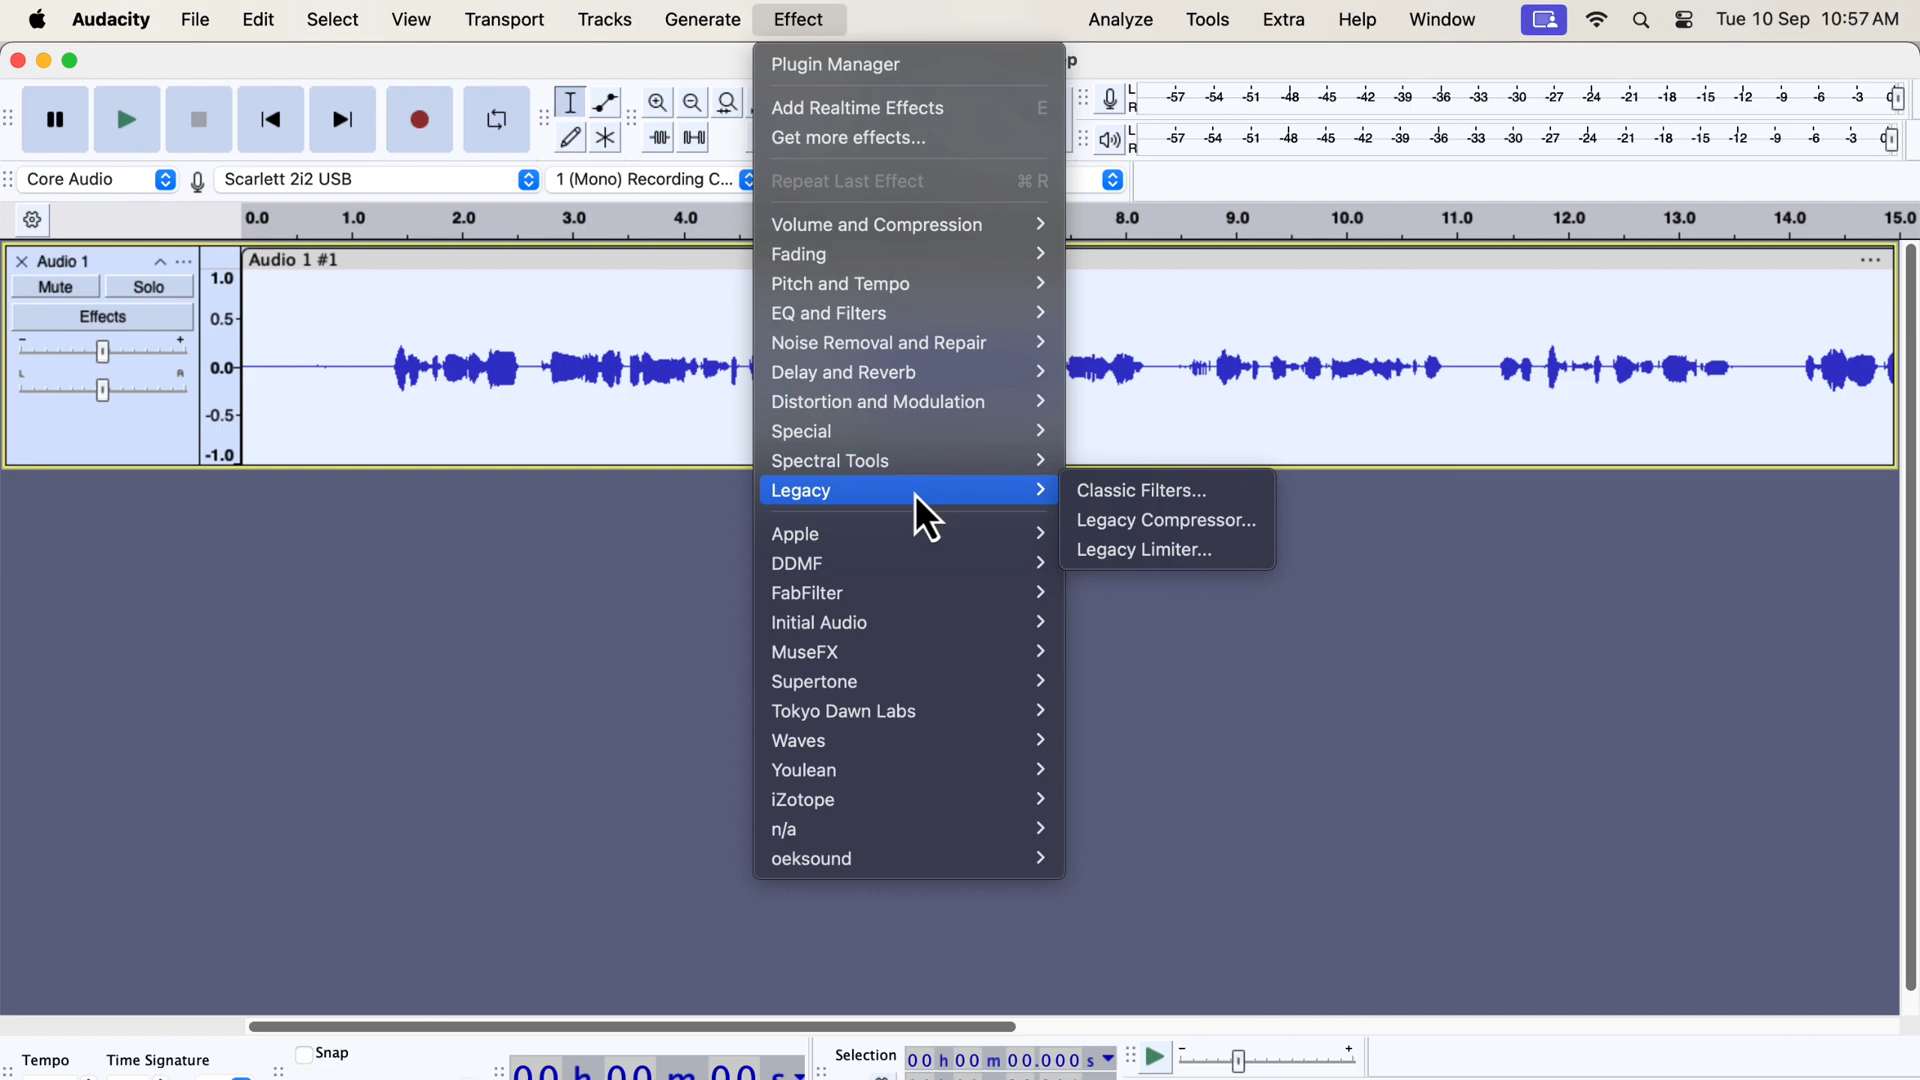 Audacity File Edit Select View Transport Tracks Generate Effect Analyze Tools Extra Help Window Tue 10 Sep 10:57 AM
Plugin Manager
Add Realtime Effects E
Get more effects...
Repeat Last Effect ⌘ R
Volume and Compression
Fading
Pitch and Tempo
EQ and Filters
Noise Removal and Repair
Delay and Reverb
Distortion and Modulation
Special
Spectral Tools
Legacy
Apple
DDMF
FabFilter
Initial Audio
MuseFX
Supertone
Tokyo Dawn Labs
Waves
Youlean
iZotope
n/a
oeksound
Classic Filters...
Legacy Compressor...
Legacy Limiter...
L R -57 -54 -51 -48 -45 -42 -39 -36 -33 -30 -27 -24 -21 -18 -15 -12 -9 -6 -3
L R -57 -54 -51 -48 -45 -42 -39 -36 -33 -30 -27 -24 -21 -18 -15 -12 -9 -6 -3
Core Audio Scarlett 2i2 USB 1 (Mono) Recording C...
0.0 1.0 2.0 3.0 4.0 8.0 9.0 10.0 11.0 12.0 13.0 14.0 15.0
Audio 1
Mute Solo
Effects
- +
L R
1.0
0.5
0.0
-0.5
-1.0
Audio 1 #1
Tempo Time Signature Snap
00 h 00 m 00 s
Selection 00 h 00 m 00.000 s
- +